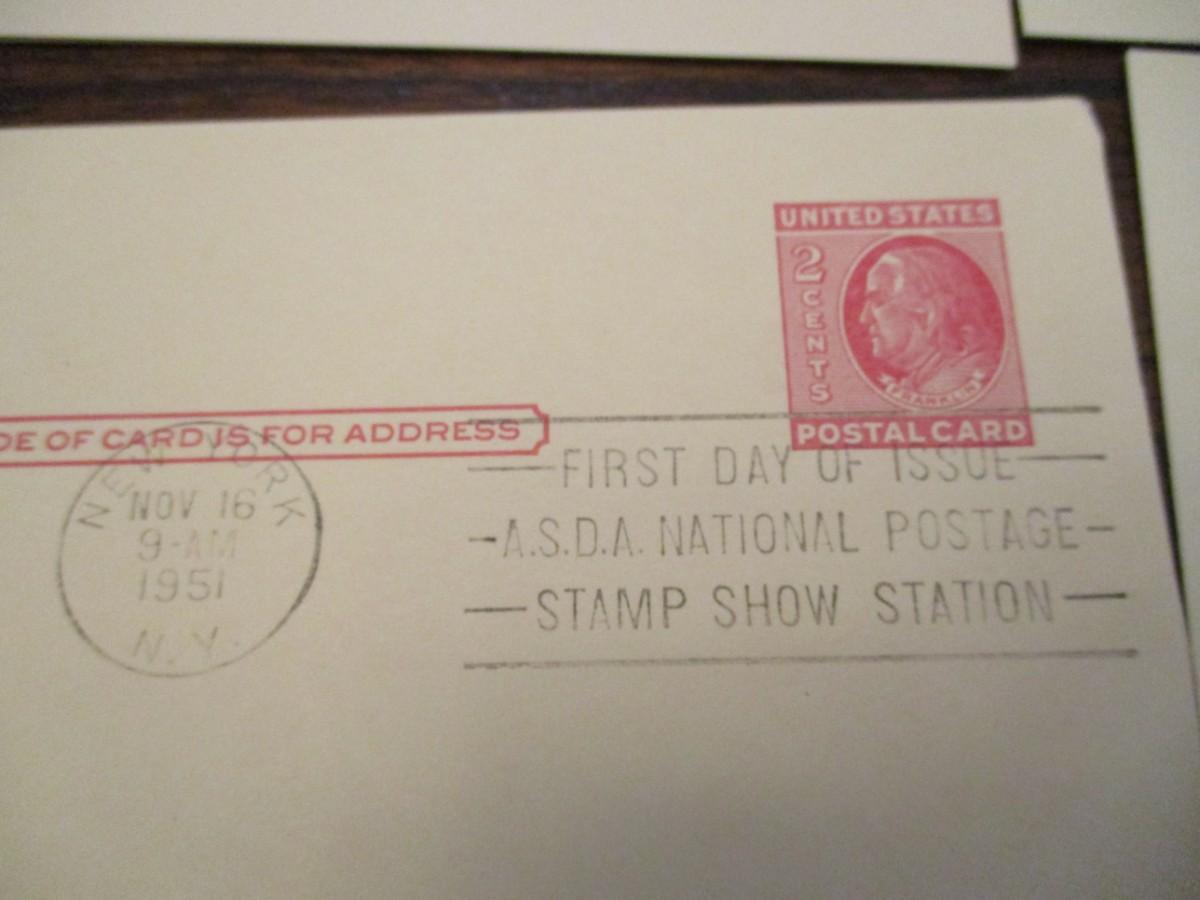 UNITED STATES
2
CENTS
FRANKLIN
POSTAL CARD
DE OF CARD IS FOR ADDRESS
NEW YORK
NOV 16
9-AM
1951
N.Y.
FIRST DAY OF ISSUE
A.S.D.A. NATIONAL POSTAGE
STAMP SHOW STATION